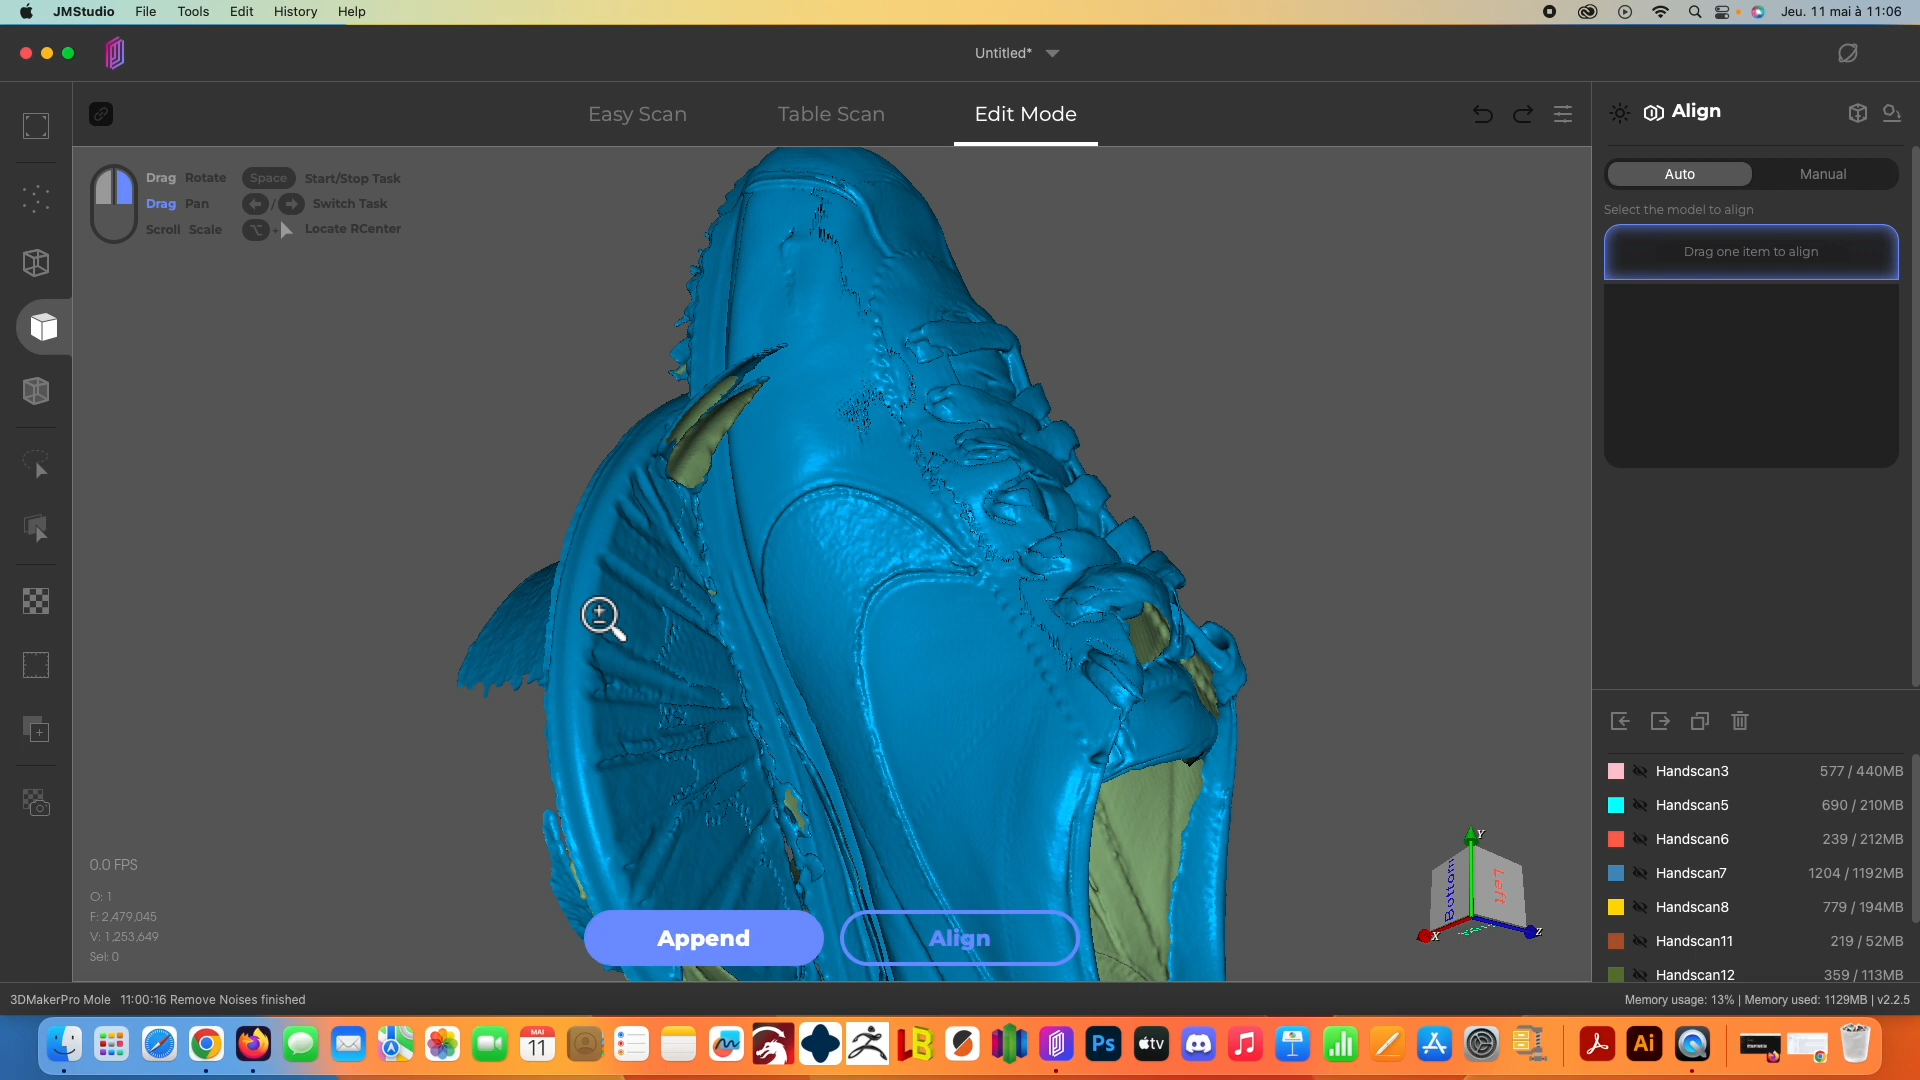 JMStudio File Tools Edit History Help
Jeu. 11 mai à 11:06
Untitled*
Easy Scan Table Scan Edit Mode
Align
Drag Rotate Space Start/Stop Task
Drag Pan / Switch Task
Scroll Scale + Locate RCenter
Auto Manual
Select the model to align
Drag one item to align
Handscan3 577 / 440MB
Handscan5 690 / 210MB
Handscan6 239 / 212MB
Handscan7 1204 / 1192MB
Handscan8 779 / 194MB
Handscan11 219 / 52MB
Handscan12 359 / 113MB
Y
Bottom Left
X Z
0.0 FPS
O: 1
F: 2,479,045
V: 1,253,649
Sel: 0
Append Align
3DMakerPro Mole 11:00:16 Remove Noises finished
Memory usage: 13% | Memory used: 1129MB | v2.2.5
MAI
11
LB
Ps
tv
Ai